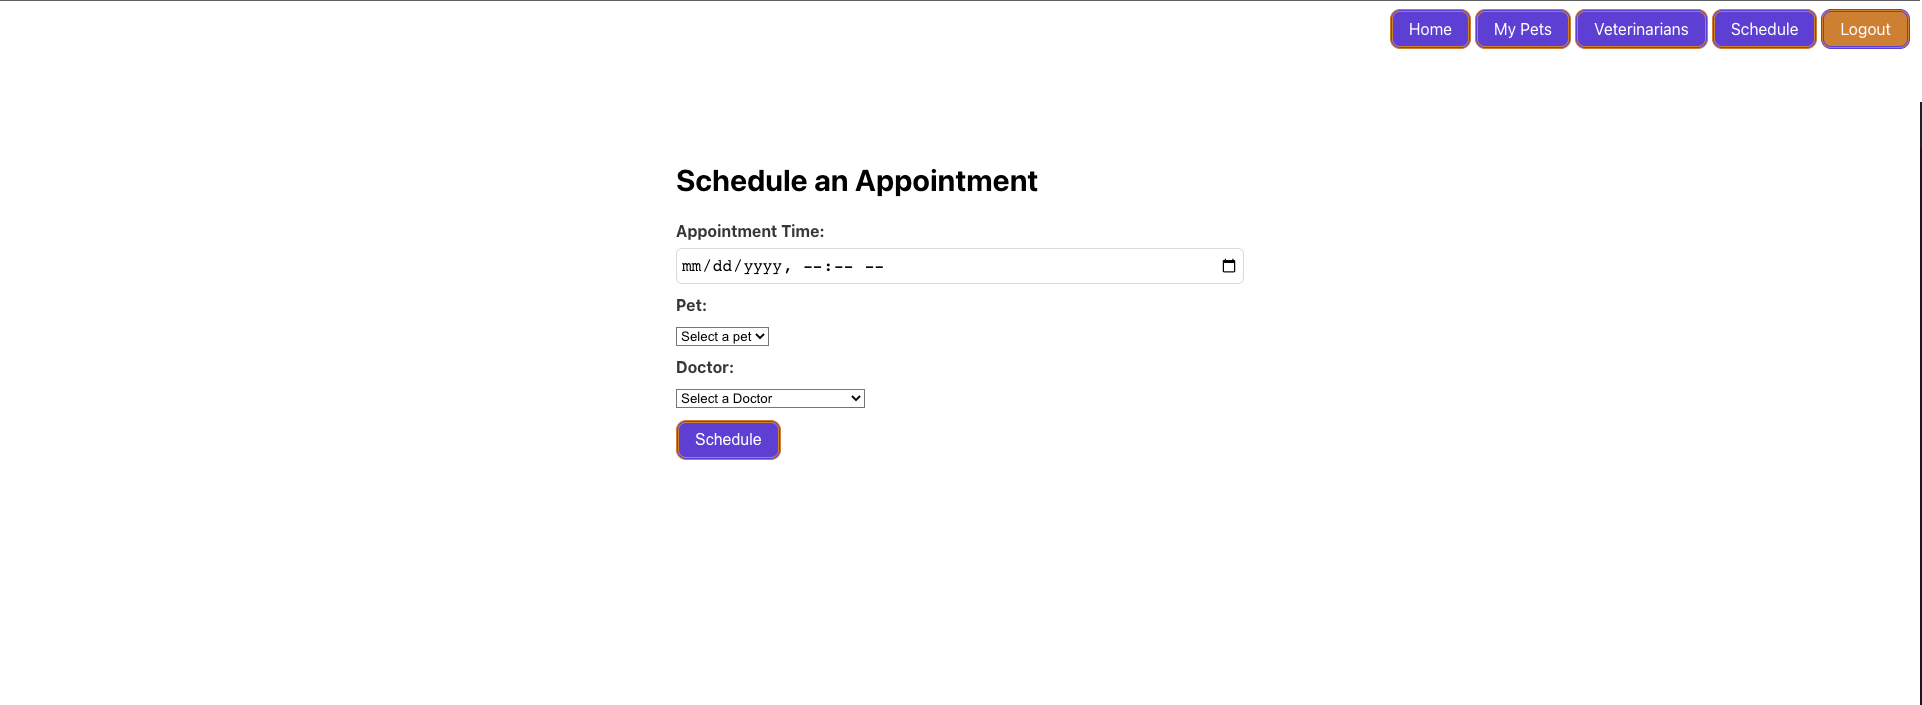 Home My Pets Veterinarians Schedule Logout
Schedule an Appointment
Appointment Time:
mm/dd/yyyy, --:-- --
Pet:
Select a pet
Doctor:
Select a Doctor
Schedule